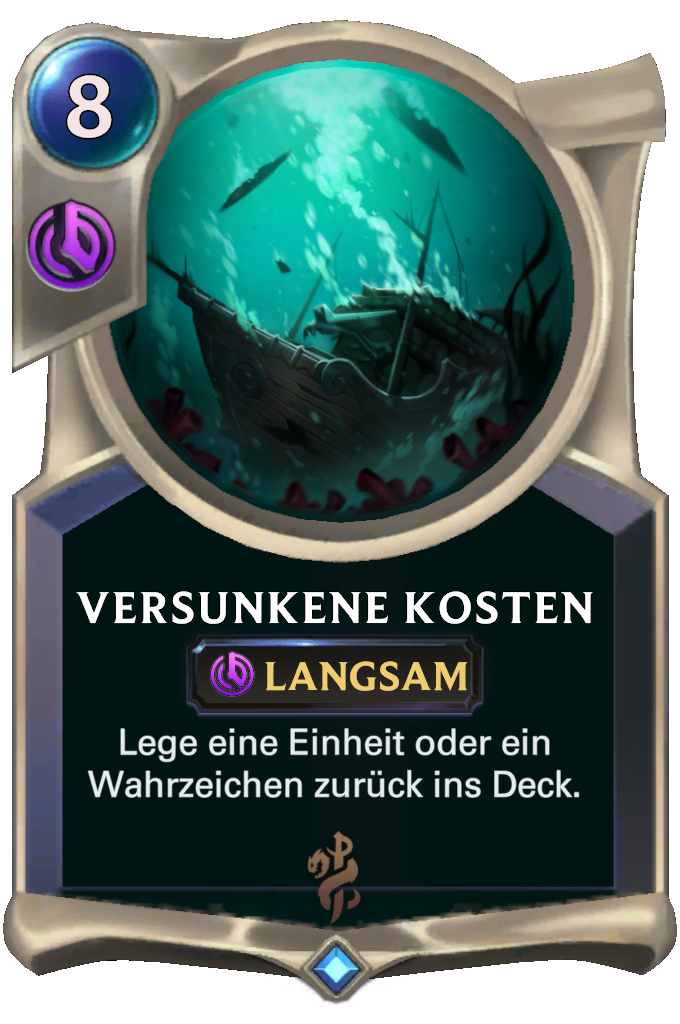 8
VERSUNKENE KOSTEN
LANGSAM
Lege eine Einheit oder ein
Wahrzeichen zurück ins Deck.